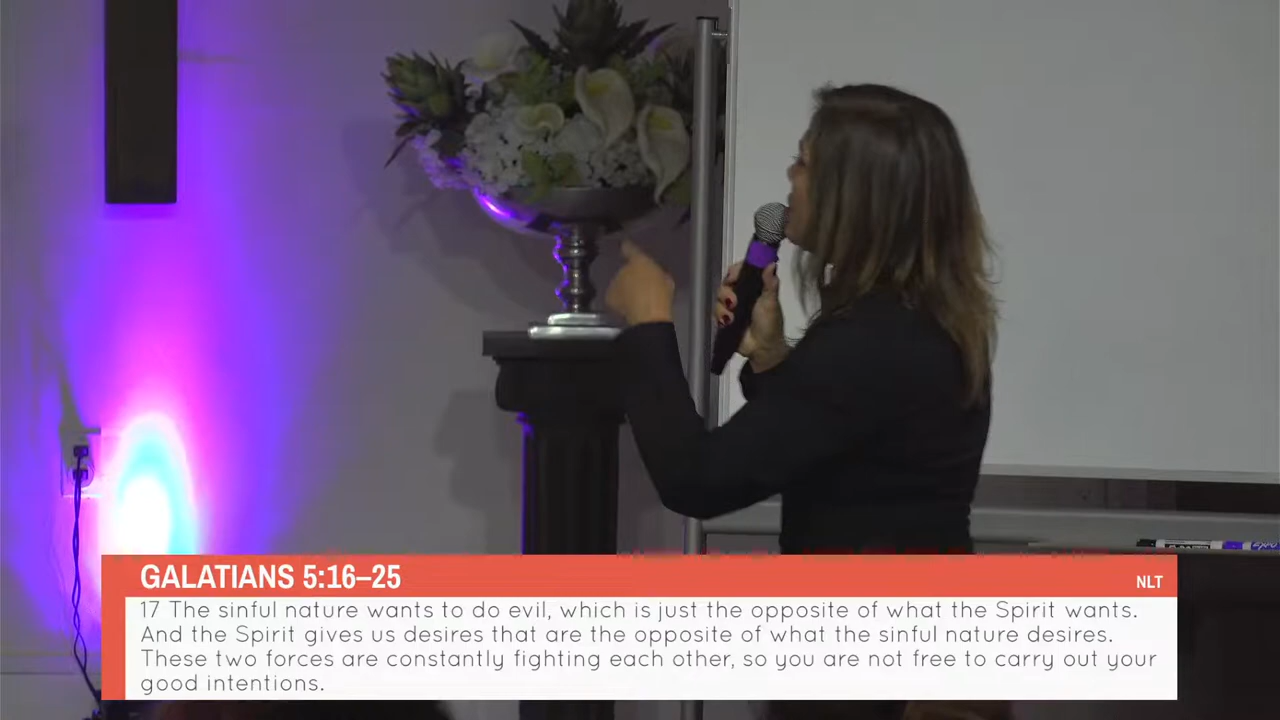 GALATIANS 5:16–25
NLT
17 The sinful nature wants to do evil, which is just the opposite of what the Spirit wants.
And the Spirit gives us desires that are the opposite of what the sinful nature desires.
These two forces are constantly fighting each other, so you are not free to carry out your
good intentions.
EXPO